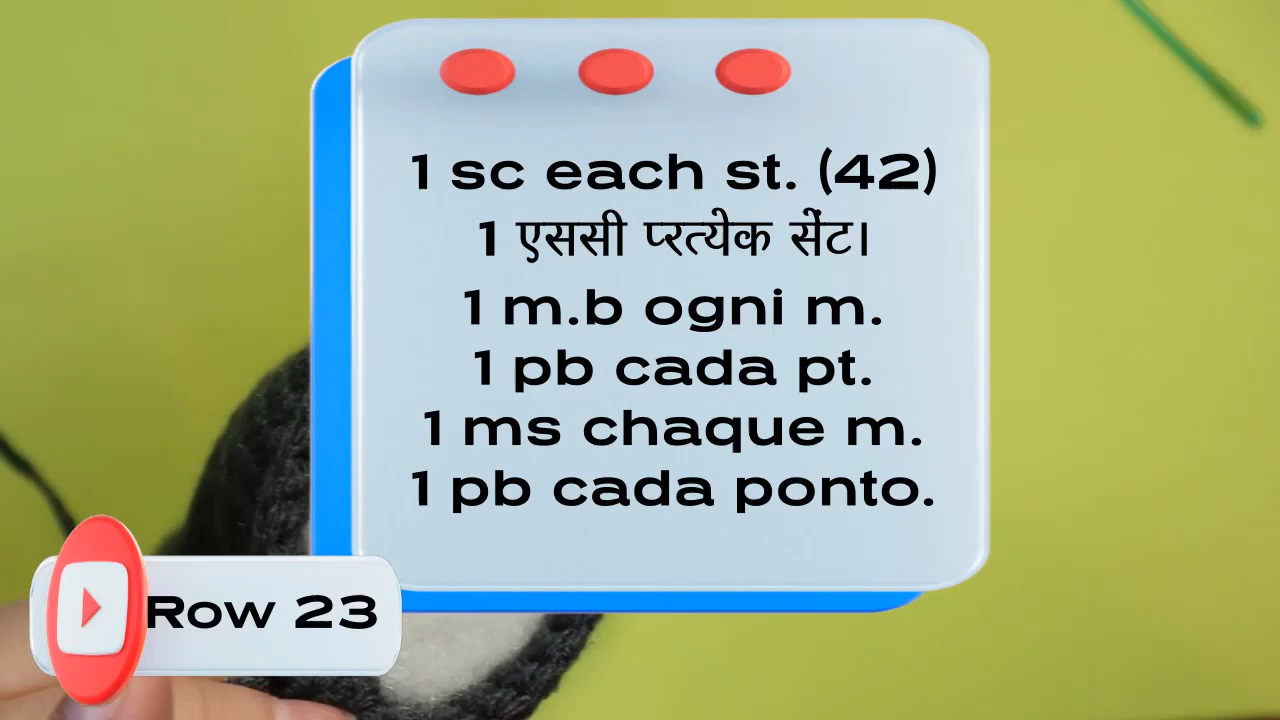 1 sc each st. (42)
1 एससी प्रत्येक सेंट।
1 m.b ogni m.
1 pb cada pt.
1 ms chaque m.
1 pb cada ponto.
Row 23